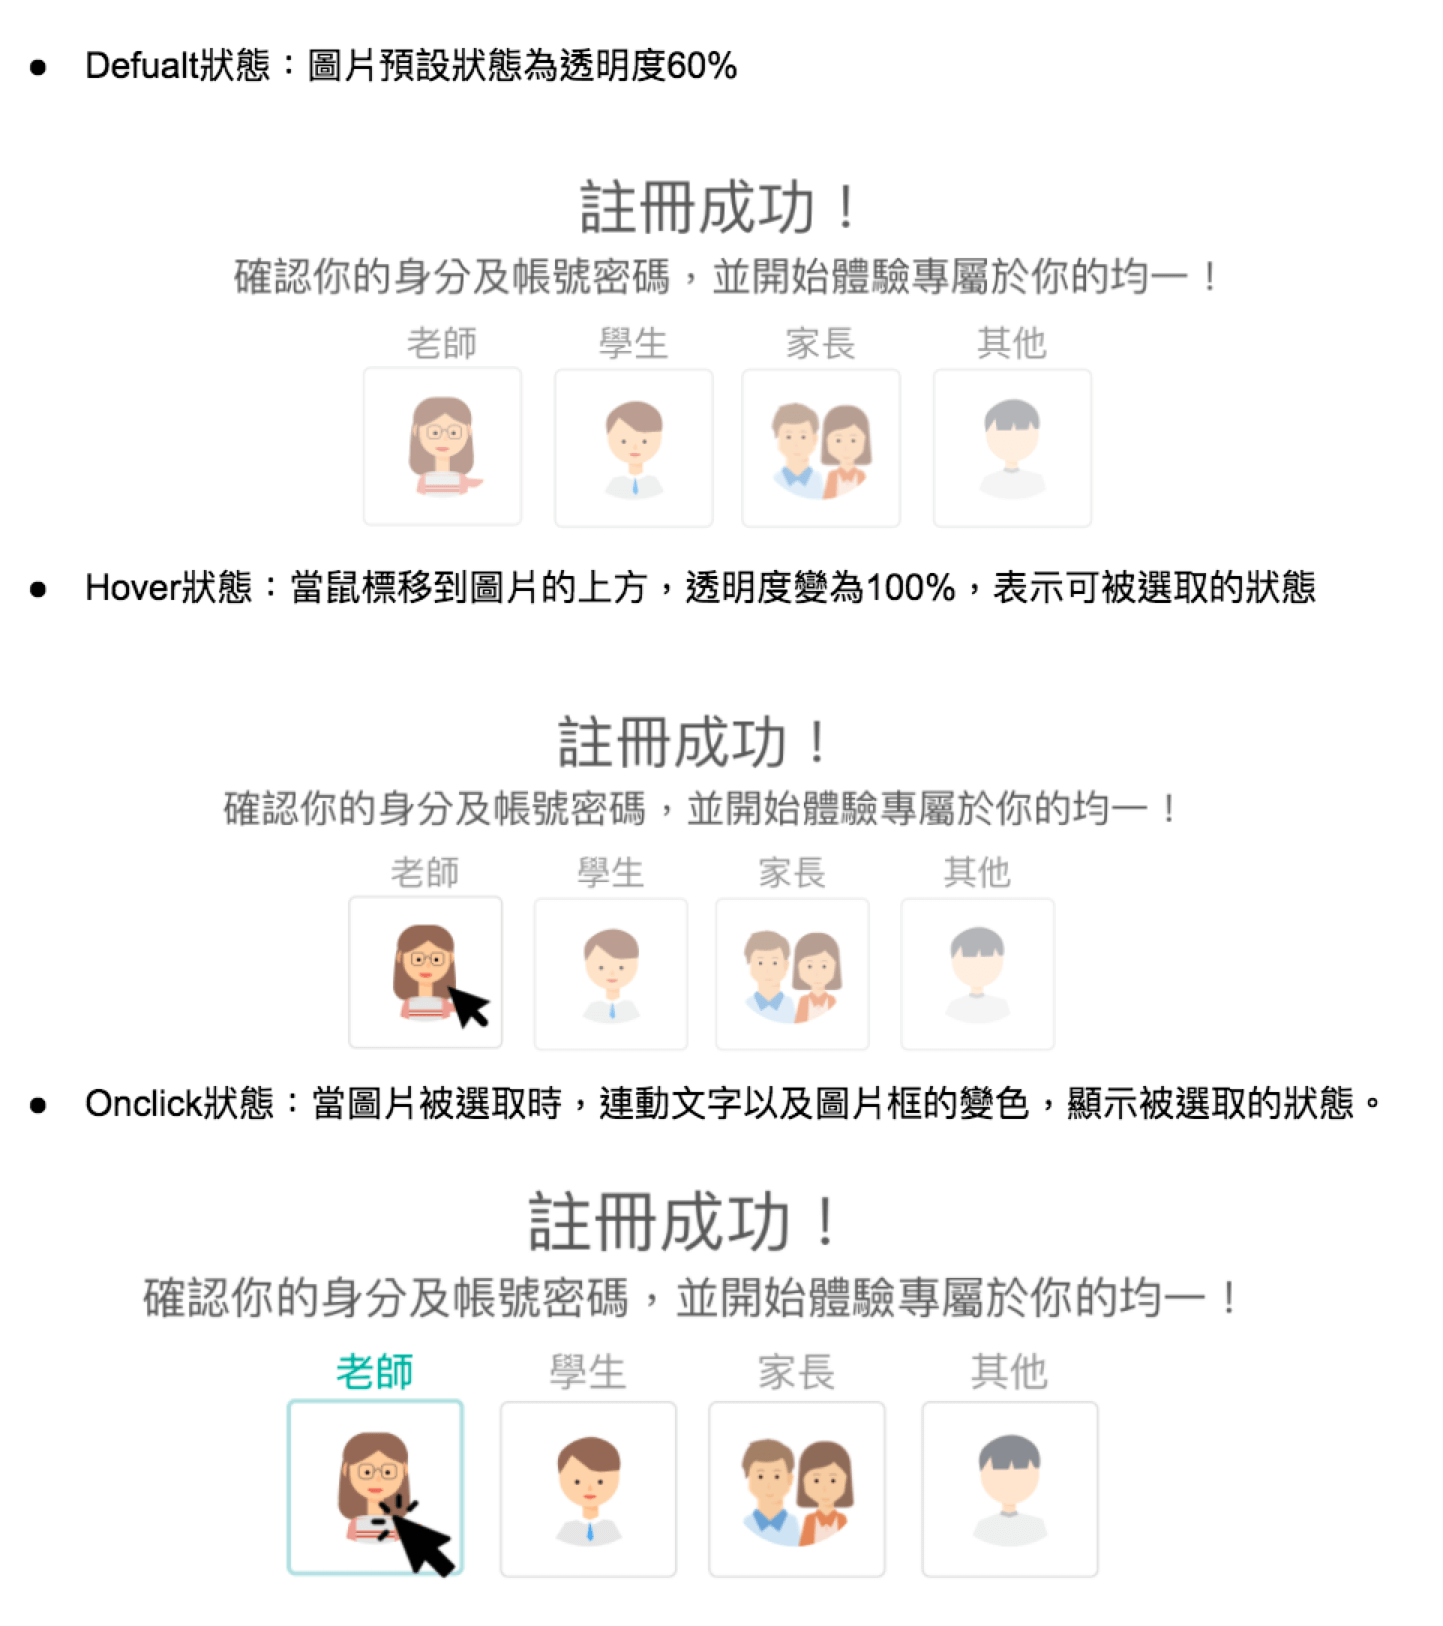 ● Defualt狀態：圖片預設狀態為透明度60%
註冊成功！
確認你的身分及帳號密碼，並開始體驗專屬於你的均一！
老師 學生 家長 其他
● Hover狀態：當鼠標移到圖片的上方，透明度變為100%，表示可被選取的狀態
註冊成功！
確認你的身分及帳號密碼，並開始體驗專屬於你的均一！
老師 學生 家長 其他
● Onclick狀態：當圖片被選取時，連動文字以及圖片框的變色，顯示被選取的狀態。
註冊成功！
確認你的身分及帳號密碼，並開始體驗專屬於你的均一！
老師 學生 家長 其他